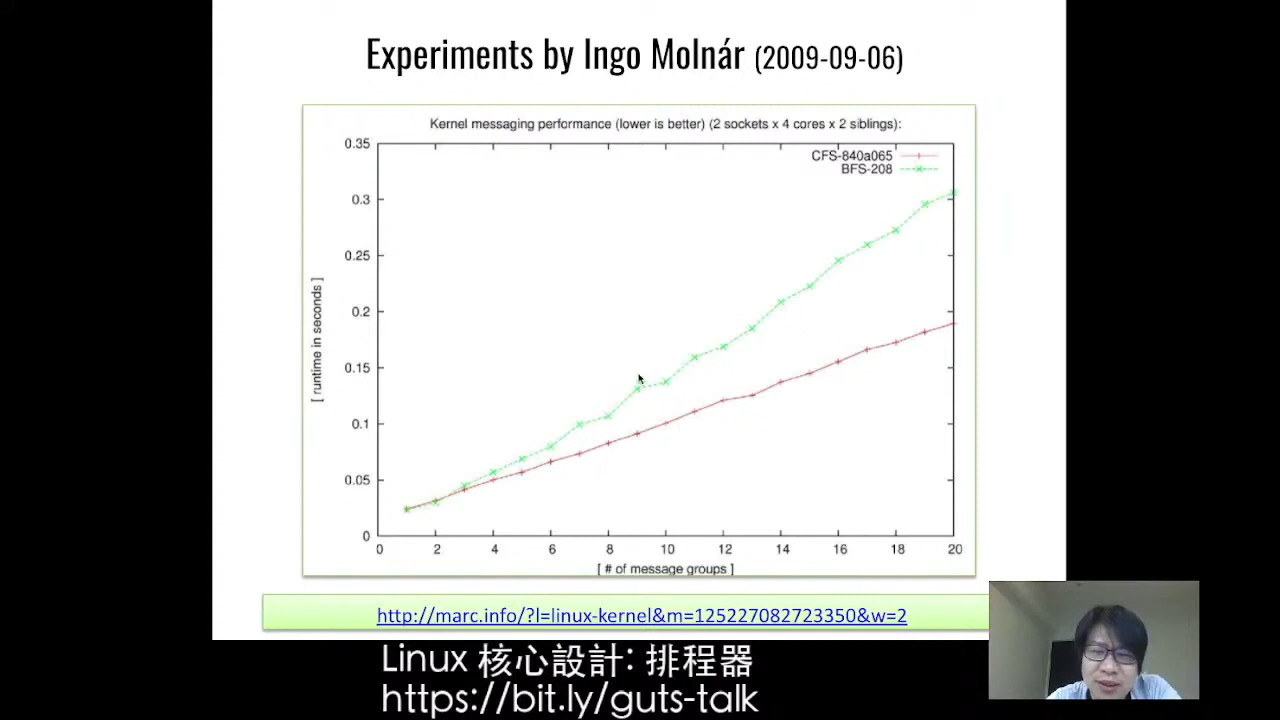 Experiments by Ingo Molnár (2009-09-06)
Kernel messaging performance (lower is better) (2 sockets x 4 cores x 2 siblings):
CFS-840a065
BFS-208
0.35
0.3
0.25
0.2
0.15
0.1
0.05
0
[ runtime in seconds ]
0 2 4 6 8 10 12 14 16 18 20
[ # of message groups ]
http://marc.info/?l=linux-kernel&m=125227082723350&w=2
Linux 核心設計: 排程器
https://bit.ly/guts-talk